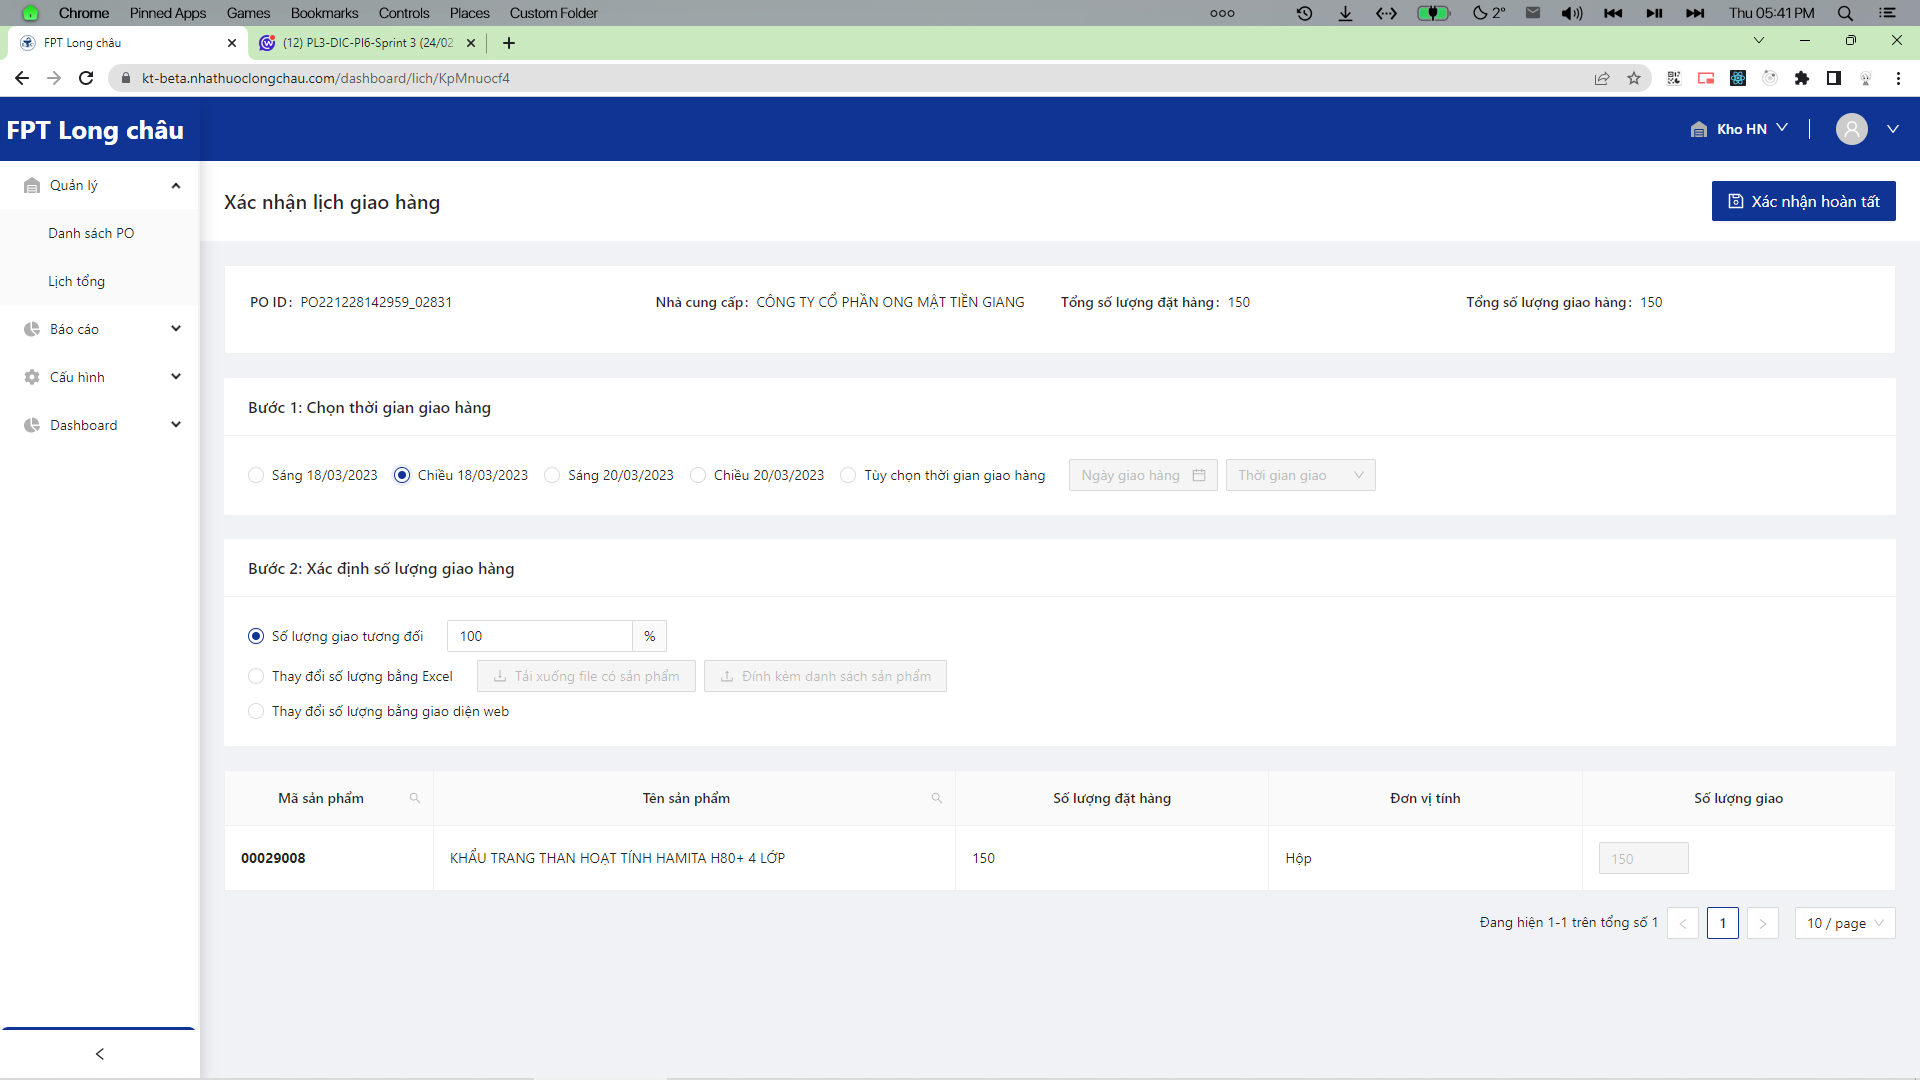 Chrome Pinned Apps Games Bookmarks Controls Places Custom Folder 2° Thu 05:41 PM
FPT Long châu (12) PL3-DIC-PI6-Sprint 3 (24/02
kt-beta.nhathuoclongchau.com/dashboard/lich/KpMnuocf4
FPT Long châu Kho HN
Quản lý
Danh sách PO
Lịch tổng
Báo cáo
Cấu hình
Dashboard
Xác nhận lịch giao hàng Xác nhận hoàn tất
PO ID: PO221228142959_02831 Nhà cung cấp: CÔNG TY CỔ PHẦN ONG MẬT TIỀN GIANG Tổng số lượng đặt hàng: 150 Tổng số lượng giao hàng: 150
Bước 1: Chọn thời gian giao hàng
Sáng 18/03/2023 Chiều 18/03/2023 Sáng 20/03/2023 Chiều 20/03/2023 Tùy chọn thời gian giao hàng Ngày giao hàng Thời gian giao
Bước 2: Xác định số lượng giao hàng
Số lượng giao tương đối 100 %
Thay đổi số lượng bằng Excel Tải xuống file có sản phẩm Đính kèm danh sách sản phẩm
Thay đổi số lượng bằng giao diện web
Mã sản phẩm Tên sản phẩm Số lượng đặt hàng Đơn vị tính Số lượng giao
00029008 KHẨU TRANG THAN HOẠT TÍNH HAMITA H80+ 4 LỚP 150 Hộp 150
Đang hiện 1-1 trên tổng số 1 < 1 > 10 / page